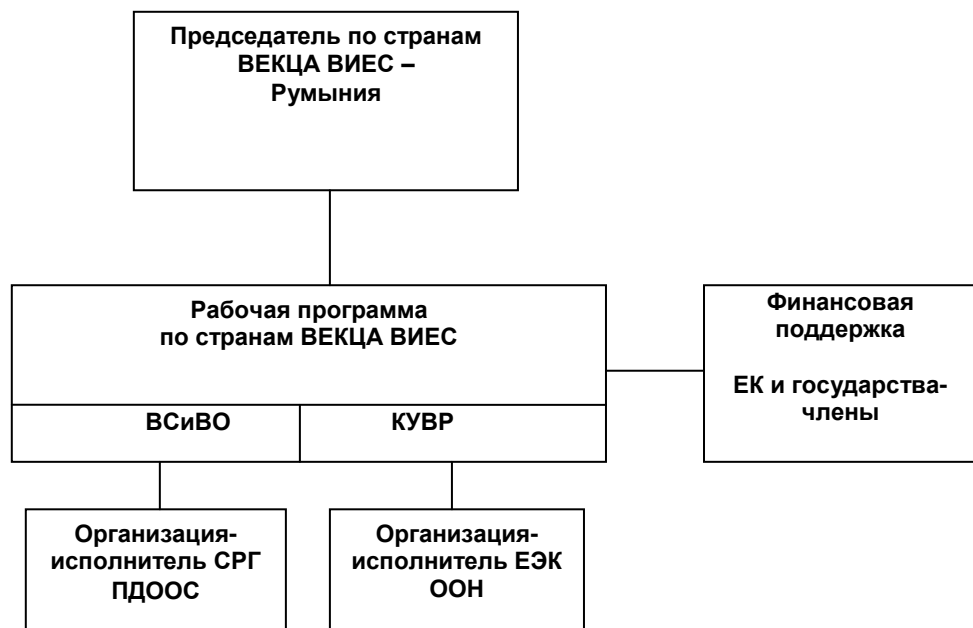 Председатель по странам
ВЕКЦА ВИЕС –
Румыния
Рабочая программа
по странам ВЕКЦА ВИЕС
Финансовая
поддержка
ЕК и государства-
члены
ВСиВО
КУВР
Организация-
исполнитель СРГ
ПДООС
Организация-
исполнитель ЕЭК
ООН